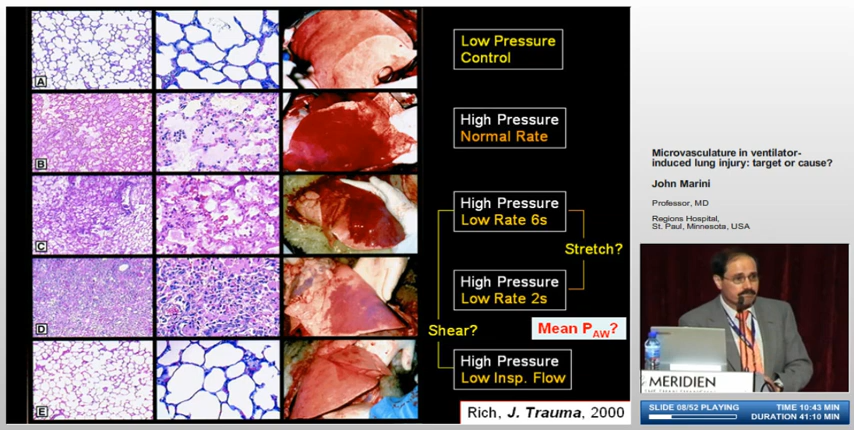 A
B
C
D
E
Low Pressure
Control
High Pressure
Normal Rate
High Pressure
Low Rate 6s
Stretch?
High Pressure
Low Rate 2s
Mean PAW?
Shear?
High Pressure
Low Insp. Flow
Rich, J. Trauma, 2000
Microvasculature in ventilator-
induced lung injury: target or cause?
John Marini
Professor, MD
Regions Hospital,
St. Paul, Minnesota, USA
MERIDIEN
SLIDE 08/52 PLAYING
TIME 10:43 MIN
DURATION 41:10 MIN